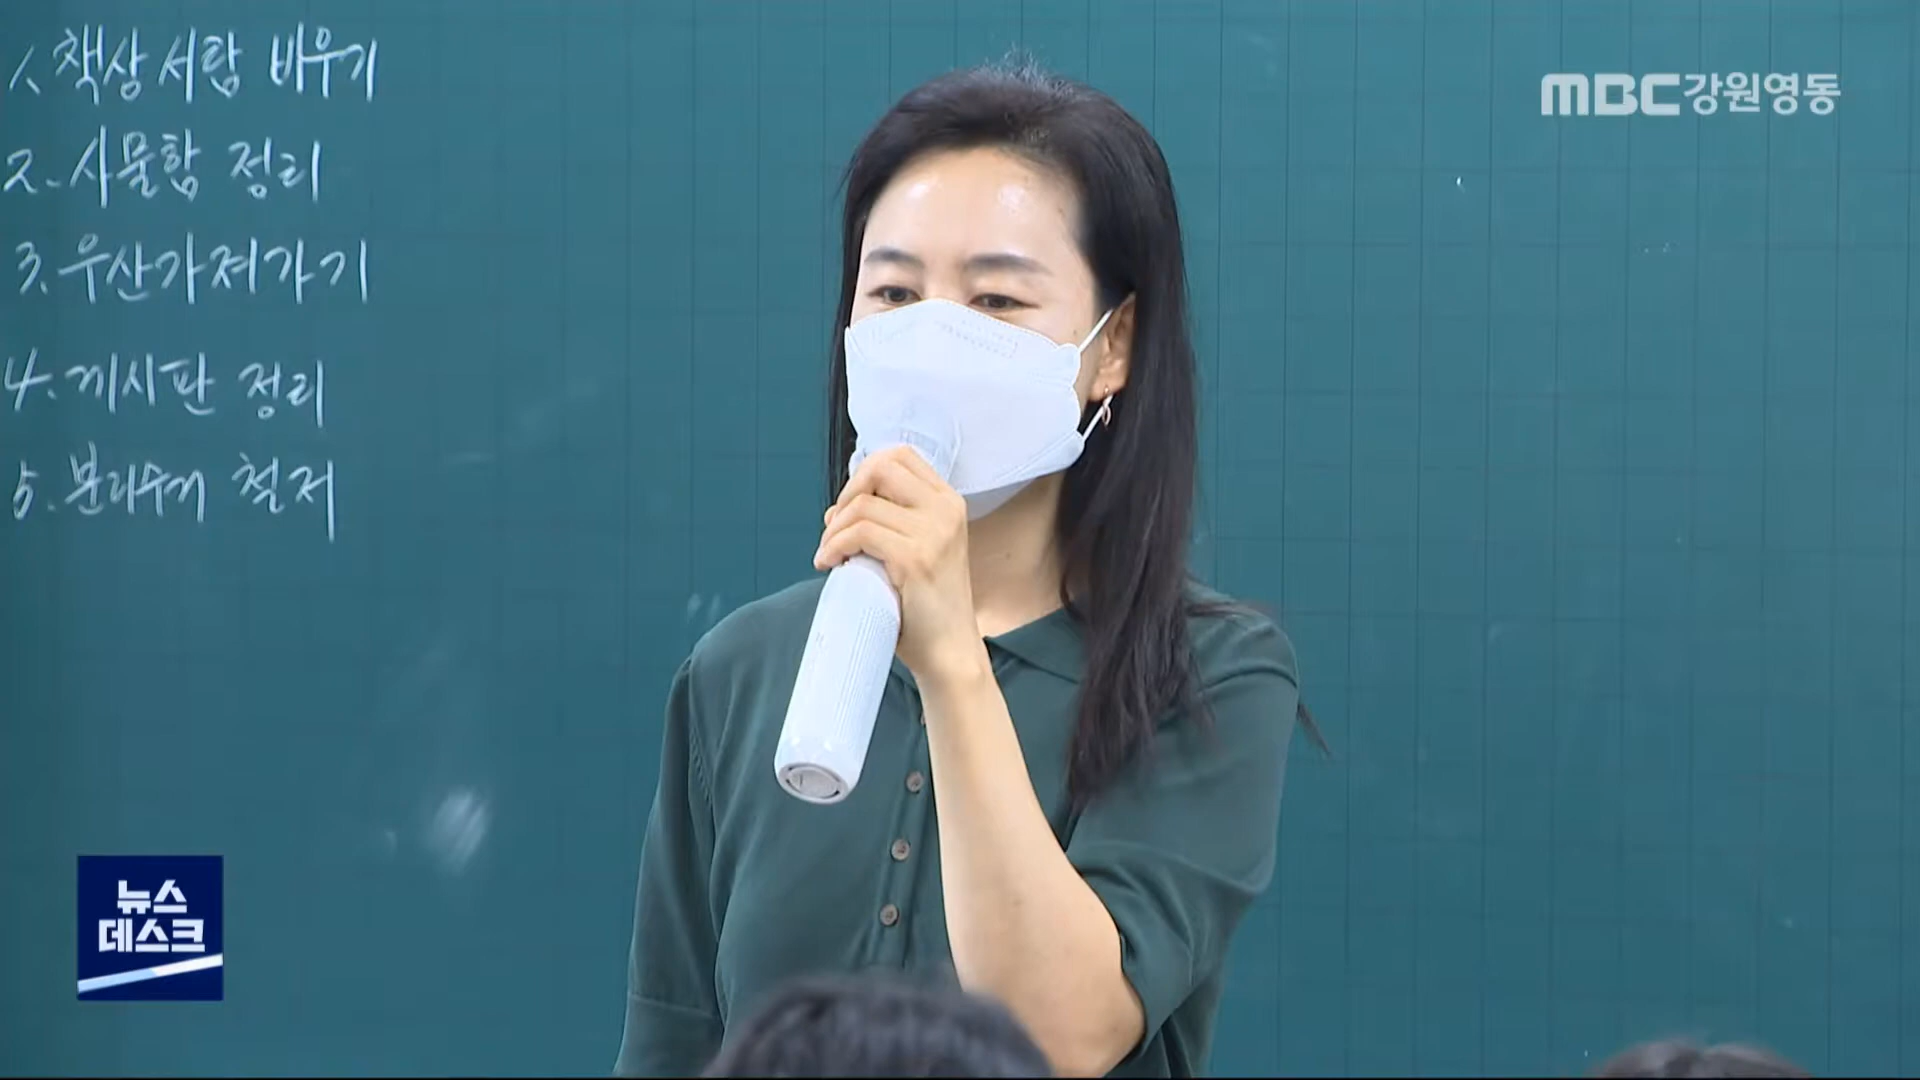 1. 책상서랍 비우기
MBC강원영동
2. 사물함 정리
3. 우산가져가기
4. 게시판 정리
5. 분리수거 철저
뉴스
데스크